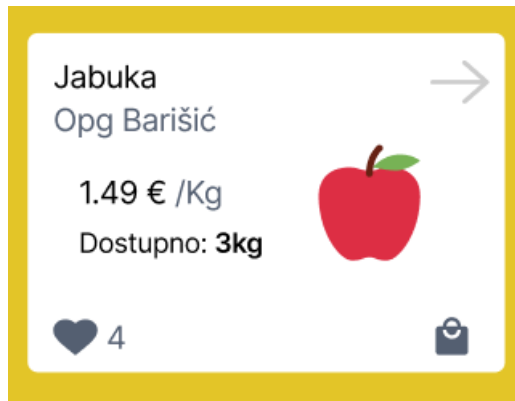 Jabuka
Opg Barišić
1.49 € /Kg
Dostupno: 3kg
4